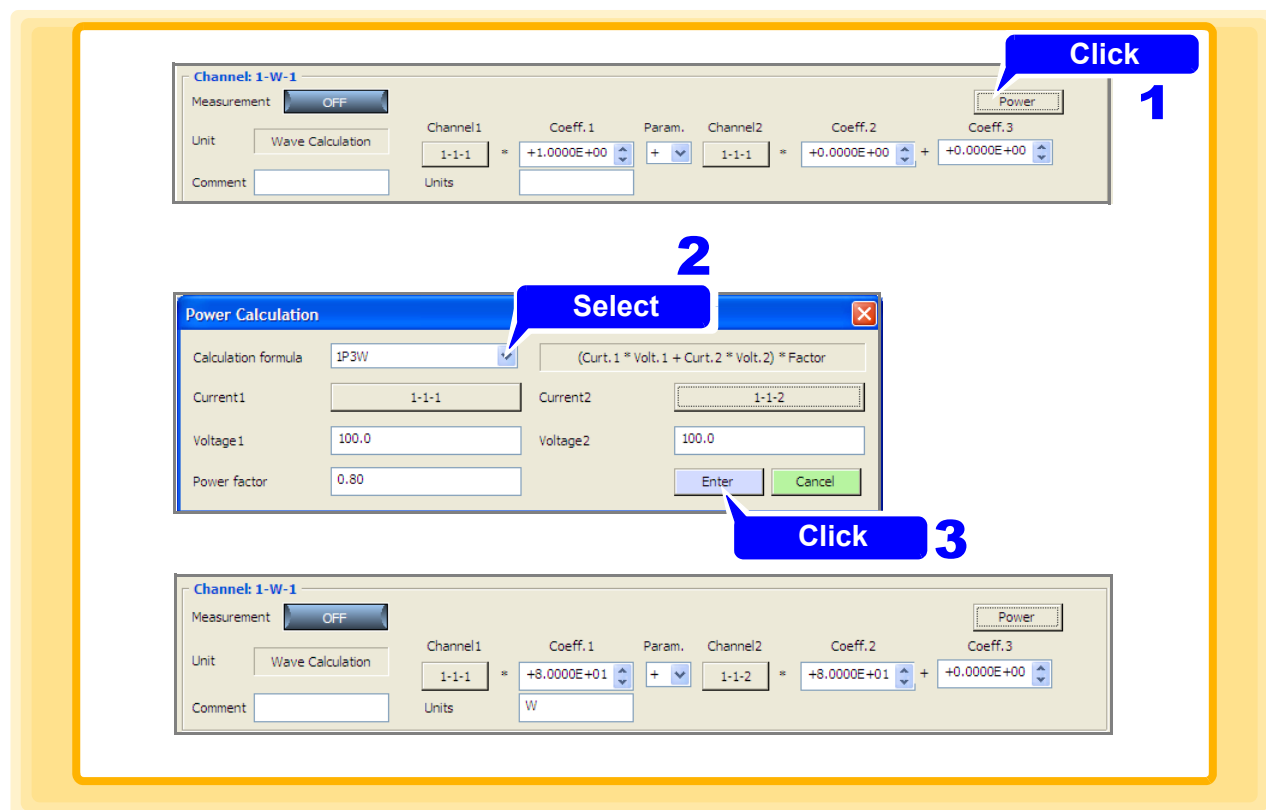 Click
1
Channel: 1-W-1
Measurement OFF Power
Channel1 Coeff.1 Param. Channel2 Coeff.2 Coeff.3
Unit Wave Calculation 1-1-1 * +1.0000E+00 + 1-1-1 * +0.0000E+00 + +0.0000E+00
Comment Units
2
Select
Power Calculation
Calculation formula 1P3W (Curt.1 * Volt.1 + Curt.2 * Volt.2) * Factor
Current1 1-1-1 Current2 1-1-2
Voltage1 100.0 Voltage2 100.0
Power factor 0.80 Enter Cancel
Click 3
Channel: 1-W-1
Measurement OFF Power
Channel1 Coeff.1 Param. Channel2 Coeff.2 Coeff.3
Unit Wave Calculation 1-1-1 * +8.0000E+01 + 1-1-2 * +8.0000E+01 + +0.0000E+00
Comment Units W